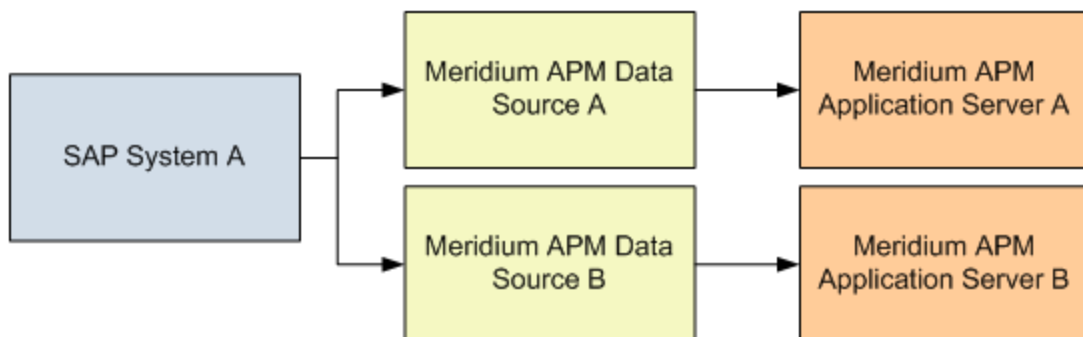 SAP System A
Meridium APM Data
Source A
Meridium APM
Application Server A
Meridium APM Data
Source B
Meridium APM
Application Server B